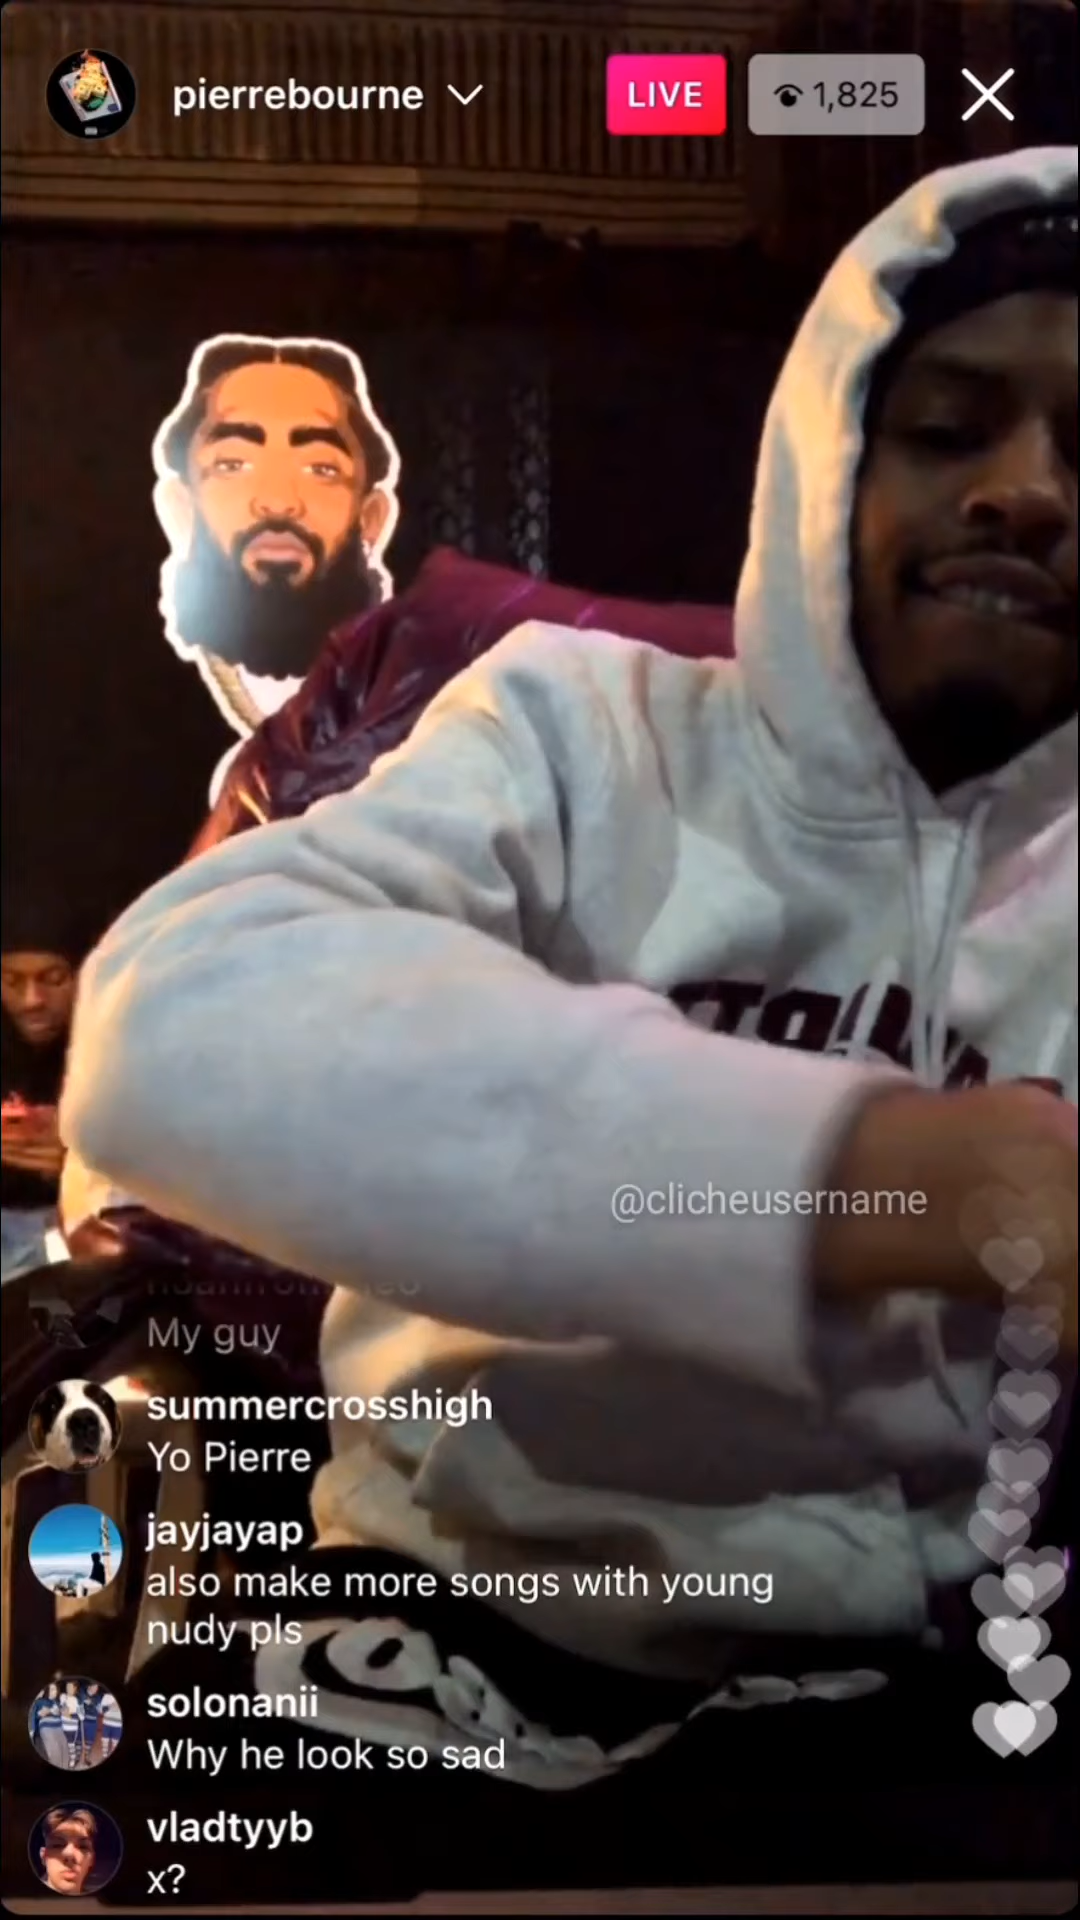 pierrebourne
LIVE
1,825
@clicheusername
My guy
summercrosshigh
Yo Pierre
jayjayap
also make more songs with young
nudy pls
solonanii
Why he look so sad
vladtyyb
x?